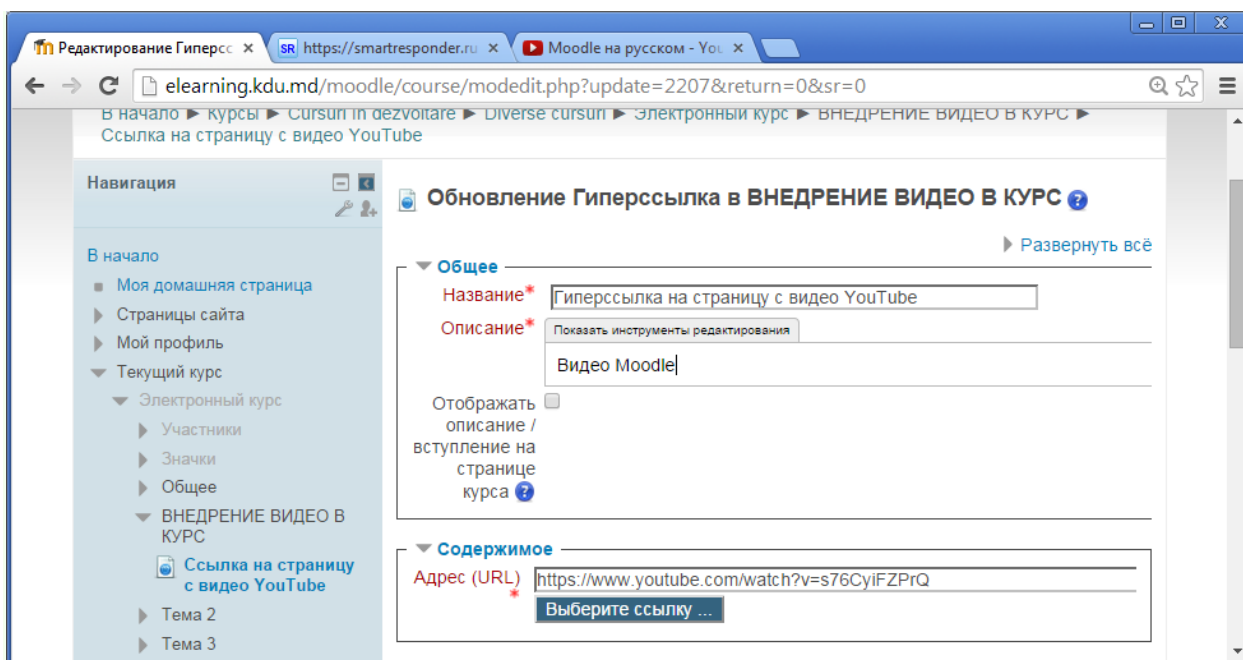 Редактирование Гиперсс
SR https://smartresponder.ru
Moodle на русском - You
elearning.kdu.md/moodle/course/modedit.php?update=2207&return=0&sr=0
В начало ► Курсы ► Cursuri în dezvoltare ► Diverse cursuri ► Электронный курс ► ВНЕДРЕНИЕ ВИДЕО В КУРС ►
Ссылка на страницу с видео YouTube
Навигация
В начало
Моя домашняя страница
Страницы сайта
Мой профиль
Текущий курс
Электронный курс
Участники
Значки
Общее
ВНЕДРЕНИЕ ВИДЕО В
КУРС
Ссылка на страницу
с видео YouTube
Тема 2
Тема 3
Обновление Гиперссылка в ВНЕДРЕНИЕ ВИДЕО В КУРС
Развернуть всё
Общее
Название*
Гиперссылка на страницу с видео YouTube
Описание*
Показать инструменты редактирования
Видео Moodle
Отображать
описание /
вступление на
странице
курса
Содержимое
Адрес (URL)*
https://www.youtube.com/watch?v=s76CyiFZPrQ
Выберите ссылку ...